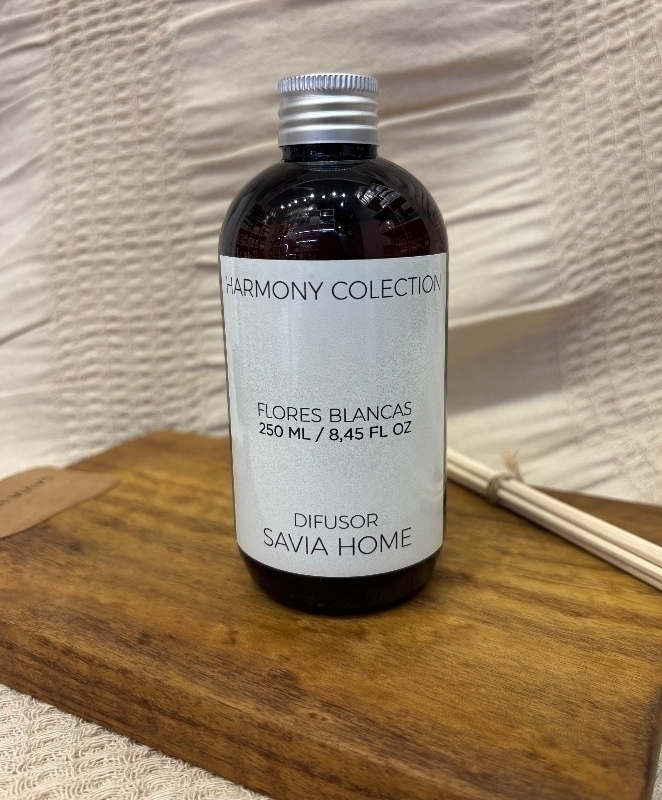 HARMONY COLECTION
FLORES BLANCAS
250 ML / 8,45 FL OZ
DIFUSOR
SAVIA HOME